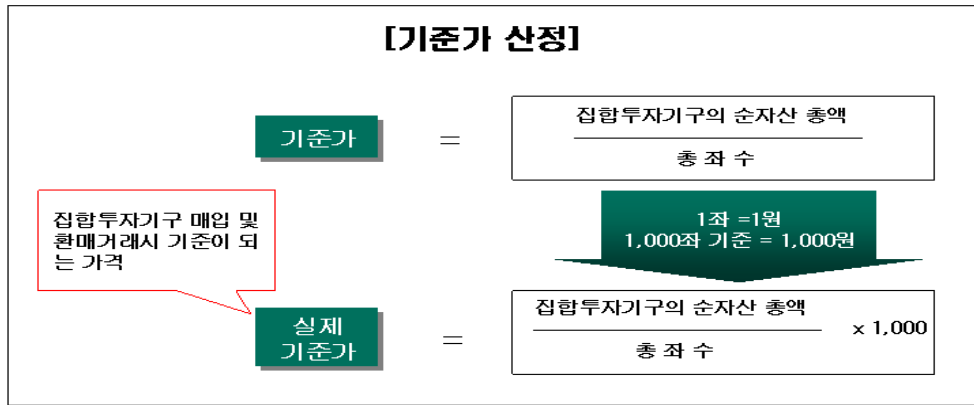 [기준가 산정]
기준가
=
집합투자기구의 순자산 총액
총 좌 수
집합투자기구 매입 및
환매거래시 기준이 되
는 가격
1좌 =1원
1,000좌 기준 = 1,000원
실제
기준가
=
집합투자기구의 순자산 총액
총 좌 수
x 1,000